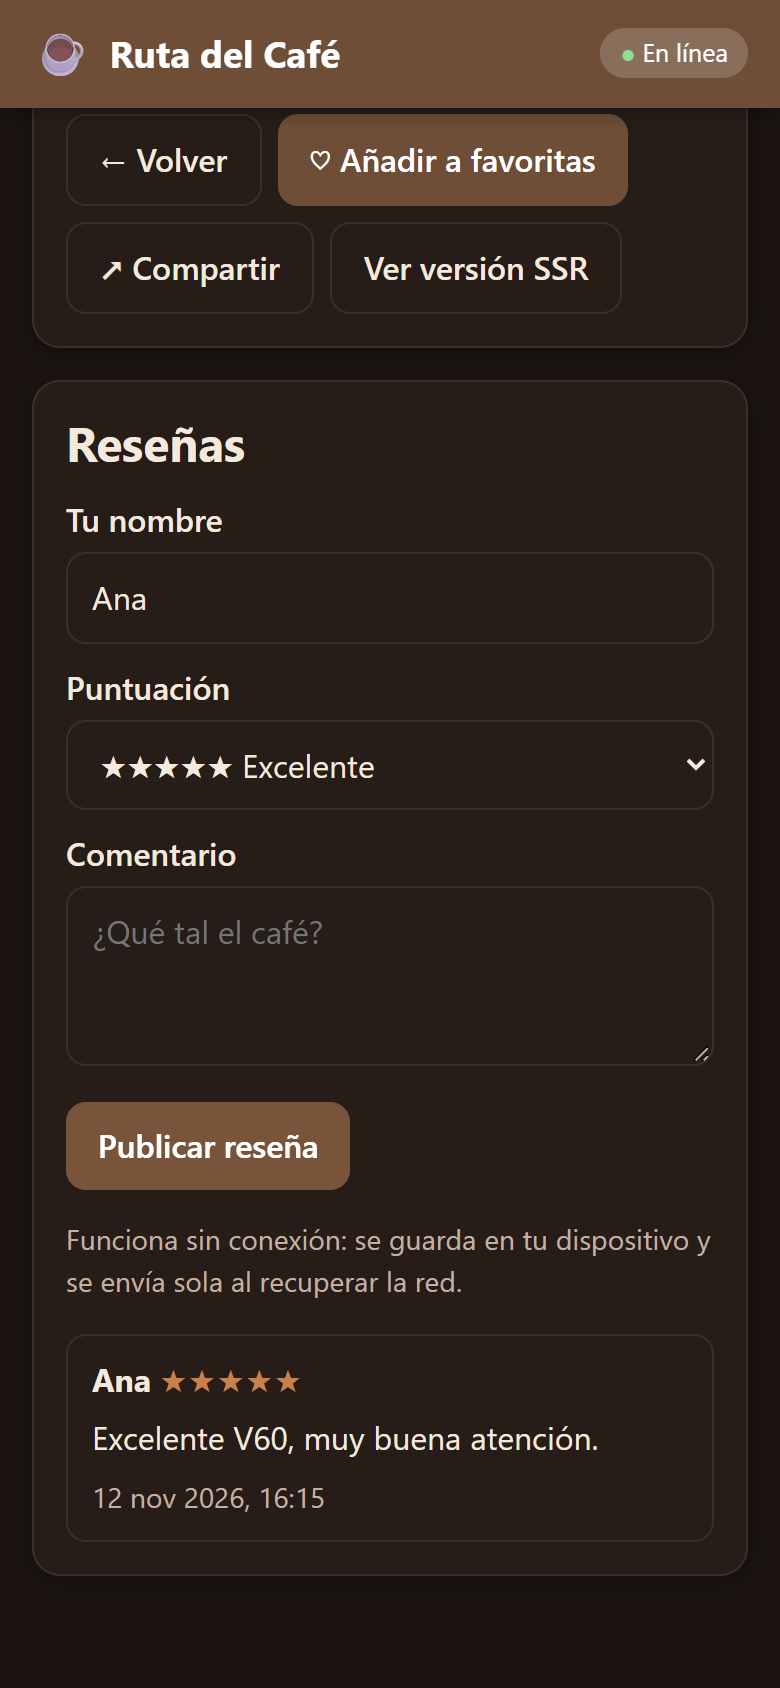 Ruta del Café
● En línea
← Volver
♡ Añadir a favoritas
↗ Compartir
Ver versión SSR
Reseñas
Tu nombre
Ana
Puntuación
★★★★★ Excelente
Comentario
¿Qué tal el café?
Publicar reseña
Funciona sin conexión: se guarda en tu dispositivo y
se envía sola al recuperar la red.
Ana ★★★★★
Excelente V60, muy buena atención.
12 nov 2026, 16:15